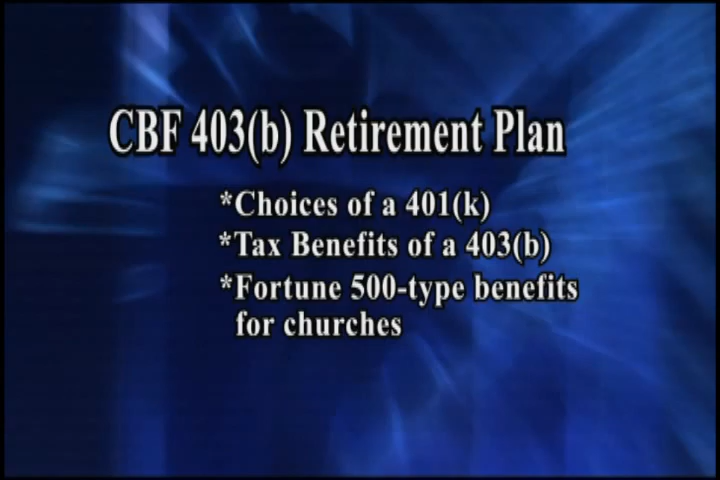 CBF 403(b) Retirement Plan
*Choices of a 401(k)
*Tax Benefits of a 403(b)
*Fortune 500-type benefits
for churches